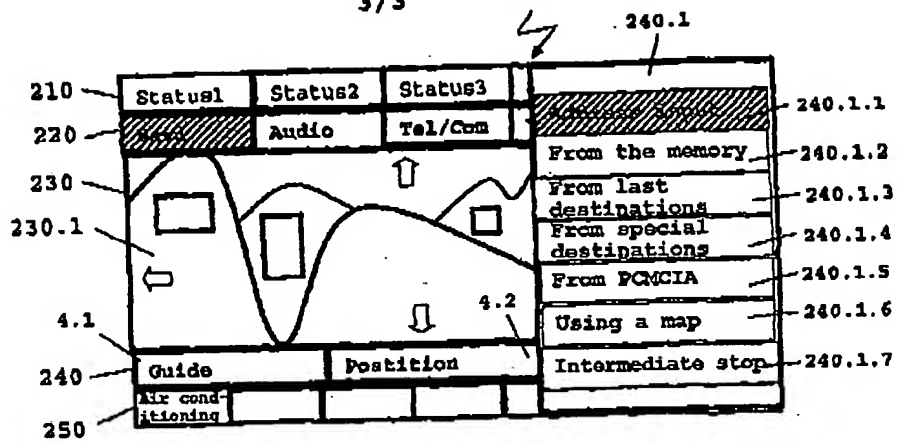 3/3
240.1
210
Status1
Status2
Status3
220
Audio
Tel/Com
240.1.1
From the memory
240.1.2
230
From last
destinations
240.1.3
230.1
From special
destinations
240.1.4
From PCMCIA
240.1.5
4.1
4.2
Using a map
240.1.6
240
Guide
Postition
Intermediate stop
240.1.7
250
Air cond-
itioning